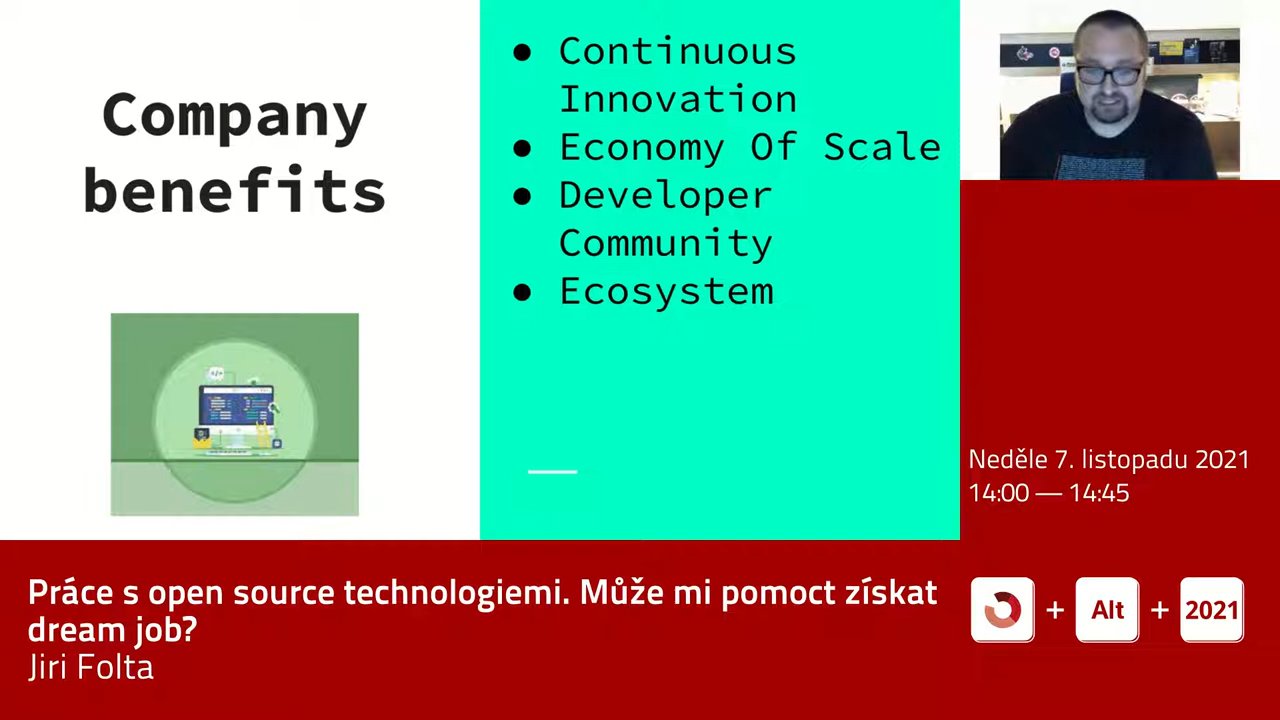 Company
benefits
● Continuous
Innovation
● Economy Of Scale
● Developer
Community
● Ecosystem
Neděle 7. listopadu 2021
14:00 — 14:45
Práce s open source technologiemi. Může mi pomoct získat
dream job?
Jiri Folta
+ Alt + 2021